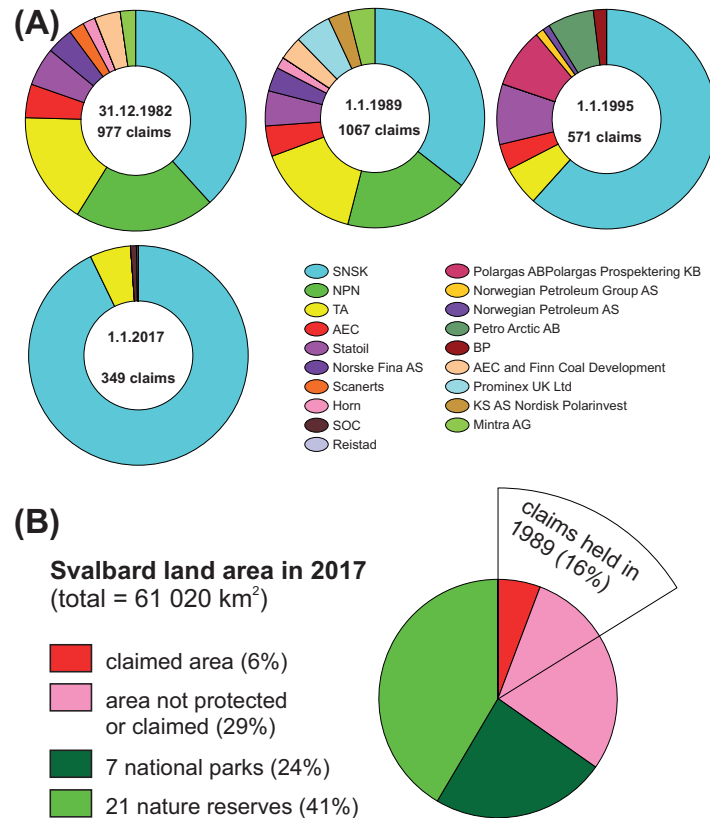 (A)
31.12.1982
977 claims
1.1.1989
1067 claims
1.1.1995
571 claims
1.1.2017
349 claims
SNSK
NPN
TA
AEC
Statoil
Norske Fina AS
Scanerts
Horn
SOC
Reistad
Polargas ABPolargas Prospektering KB
Norwegian Petroleum Group AS
Norwegian Petroleum AS
Petro Arctic AB
BP
AEC and Finn Coal Development
Prominex UK Ltd
KS AS Nordisk Polarinvest
Mintra AG
(B)
Svalbard land area in 2017
(total = 61 020 km²)
claimed area (6%)
area not protected
or claimed (29%)
7 national parks (24%)
21 nature reserves (41%)
claims held in
1989 (16%)